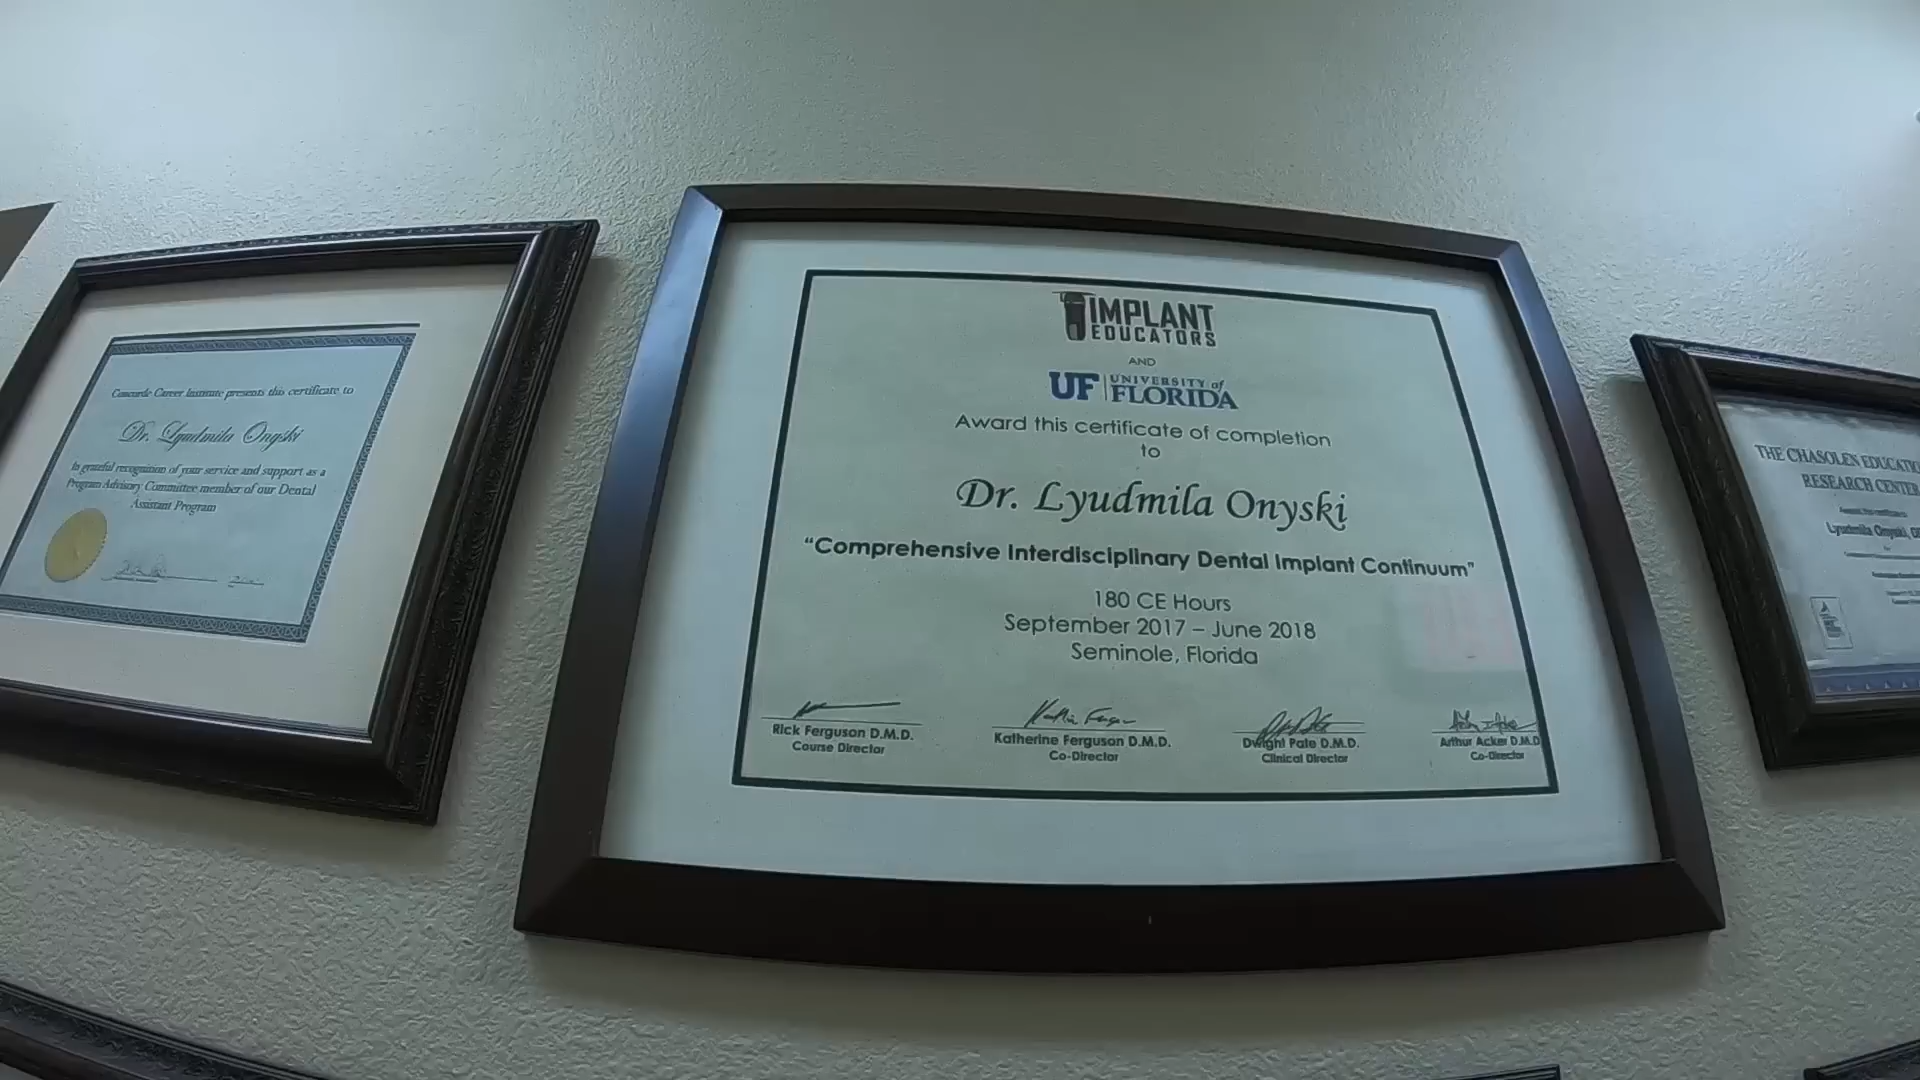 Concorde Career Institute presents this certificate to
Dr. Lyudmila Onyski
In grateful recognition of your service and support as a
Program Advisory Committee member of our Dental
Assistant Program
IMPLANT
EDUCATORS
AND
UF UNIVERSITY of
FLORIDA
Award this certificate of completion
to
Dr. Lyudmila Onyski
“Comprehensive Interdisciplinary Dental Implant Continuum”
180 CE Hours
September 2017 – June 2018
Seminole, Florida
Rick Ferguson D.M.D.
Course Director
Katherine Ferguson D.M.D.
Co-Director
Dwight Pate D.M.D.
Clinical Director
Arthur Acker D.M.D
Co-Director
THE CHASOLEN
RESEARCH CENTER
Lyudmila Onyski,